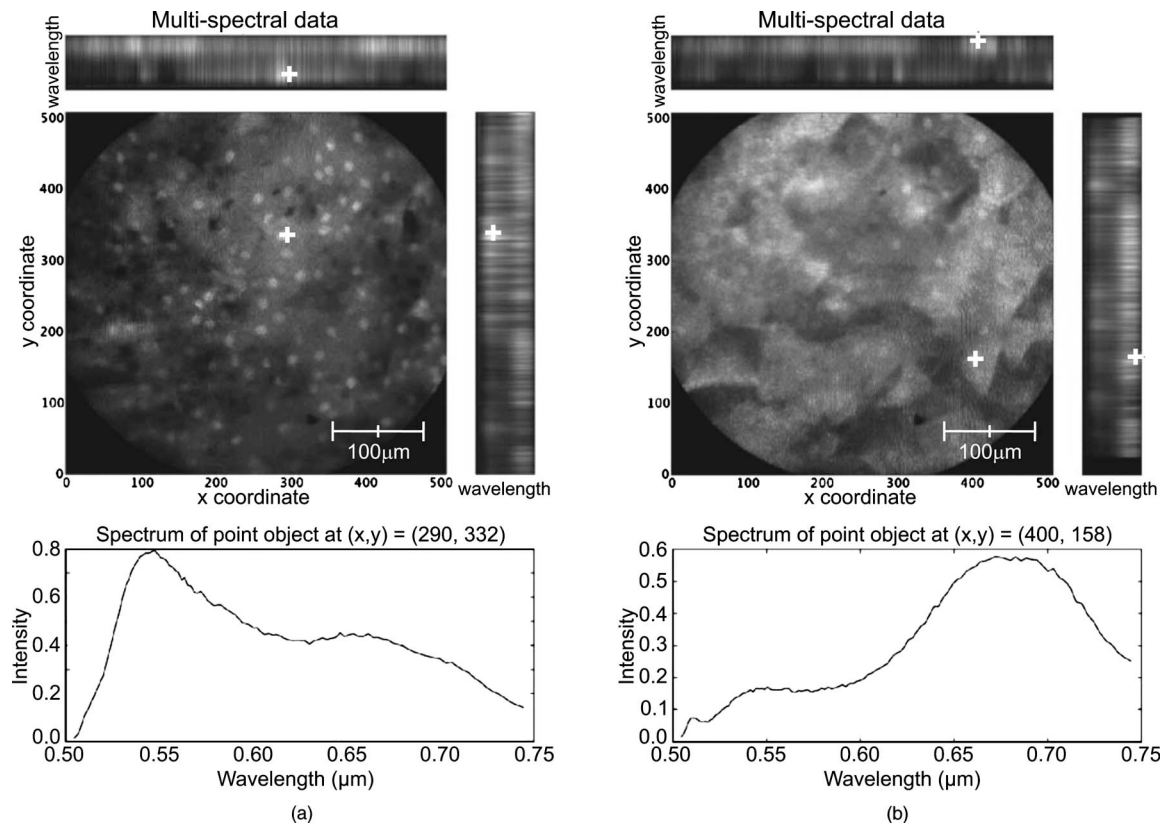 Multi-spectral data
wavelength
500
400
300
200
100
0
y coordinate
100μm
0 100 200 300 400 500
x coordinate
wavelength
Spectrum of point object at (x,y) = (290, 332)
0.8
0.6
0.4
0.2
0.0
Intensity
0.50 0.55 0.60 0.65 0.70 0.75
Wavelength (μm)
(a)
Multi-spectral data
wavelength
500
400
300
200
100
0
y coordinate
100μm
0 100 200 300 400 500
x coordinate
wavelength
Spectrum of point object at (x,y) = (400, 158)
0.6
0.5
0.4
0.3
0.2
0.1
0.0
Intensity
0.50 0.55 0.60 0.65 0.70 0.75
Wavelength (μm)
(b)